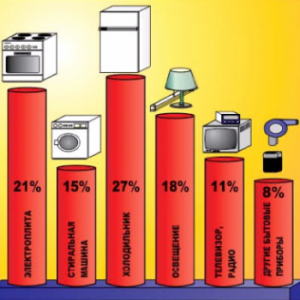 21%
ЭЛЕКТРОПЛИТА
15%
СТИРАЛЬНАЯ
МАШИНА
27%
ХОЛОДИЛЬНИК
18%
ОСВЕЩЕНИЕ
11%
ТЕЛЕВИЗОР,
РАДИО
8%
ДРУГИЕ БЫТОВЫЕ
ПРИБОРЫ